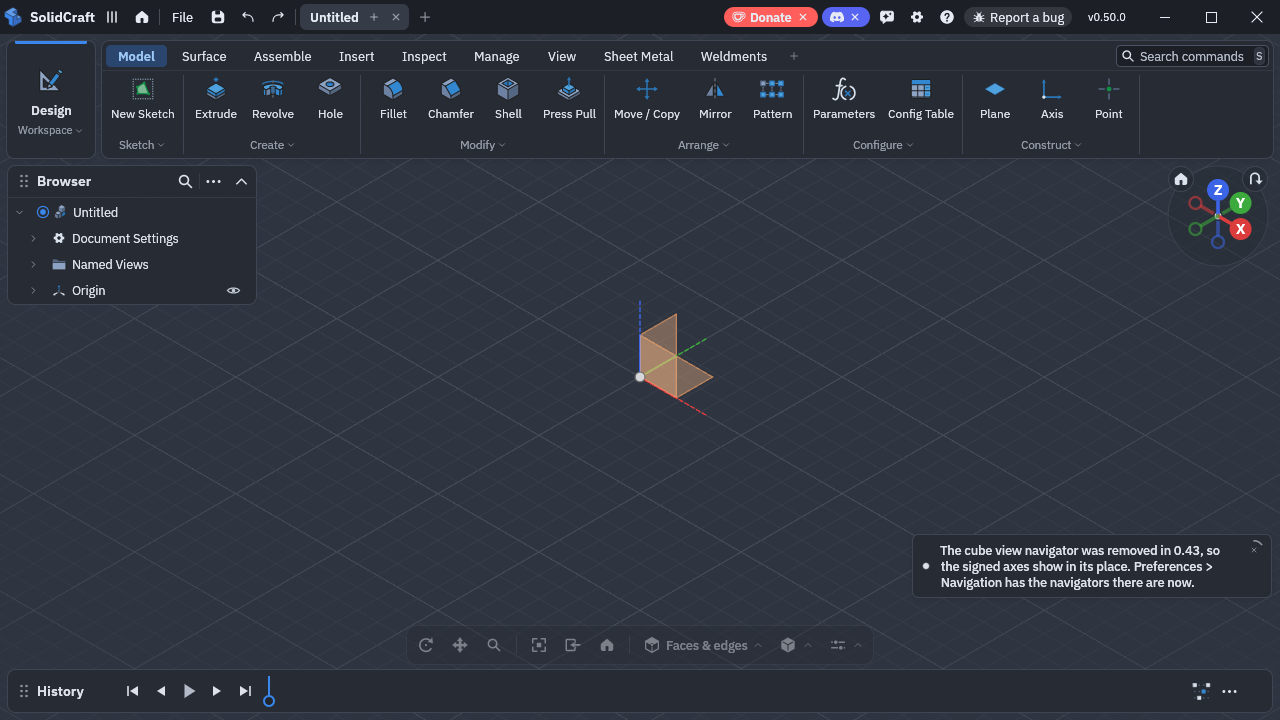 SolidCraft
File
Untitled
Donate
Report a bug
v0.50.0
Design
Workspace
Model
Surface
Assemble
Insert
Inspect
Manage
View
Sheet Metal
Weldments
Search commands
S
New Sketch
Extrude
Revolve
Hole
Fillet
Chamfer
Shell
Press Pull
Move / Copy
Mirror
Pattern
Parameters
Config Table
Plane
Axis
Point
Sketch
Create
Modify
Arrange
Configure
Construct
Browser
Untitled
Document Settings
Named Views
Origin
Z
Y
X
The cube view navigator was removed in 0.43, so
the signed axes show in its place. Preferences >
Navigation has the navigators there are now.
Faces & edges
History